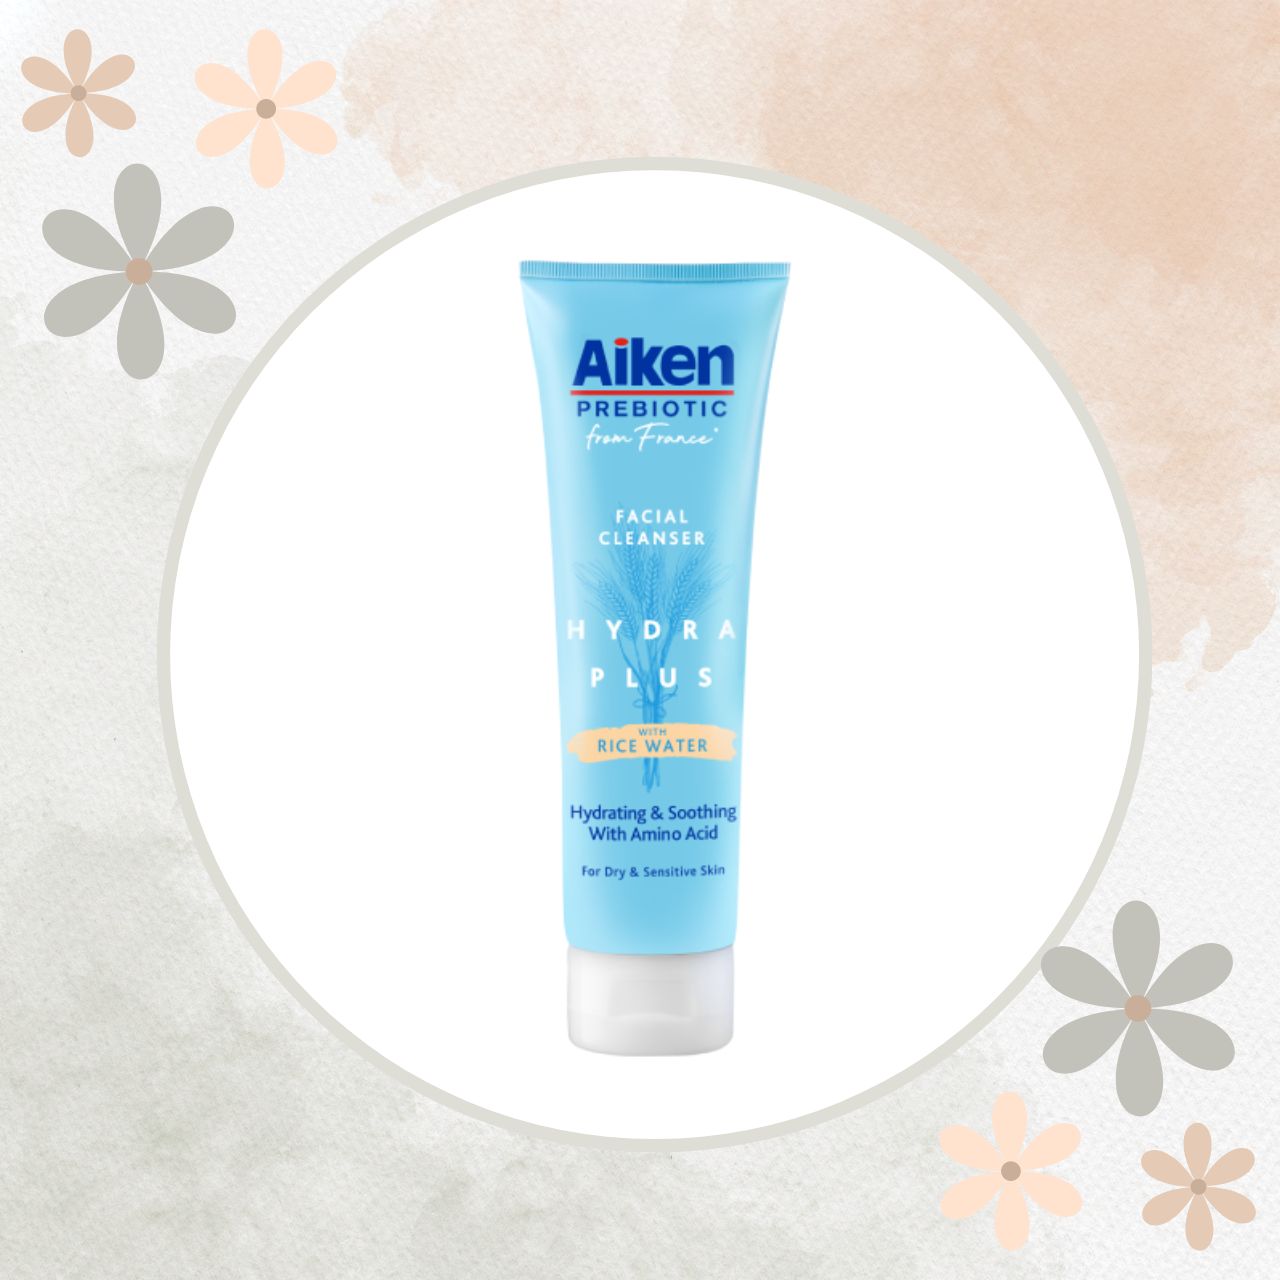 Aiken
PREBIOTIC
from France*
FACIAL
CLEANSER
HYDRA
PLUS
WITH
RICE WATER
Hydrating & Soothing
With Amino Acid
For Dry & Sensitive Skin